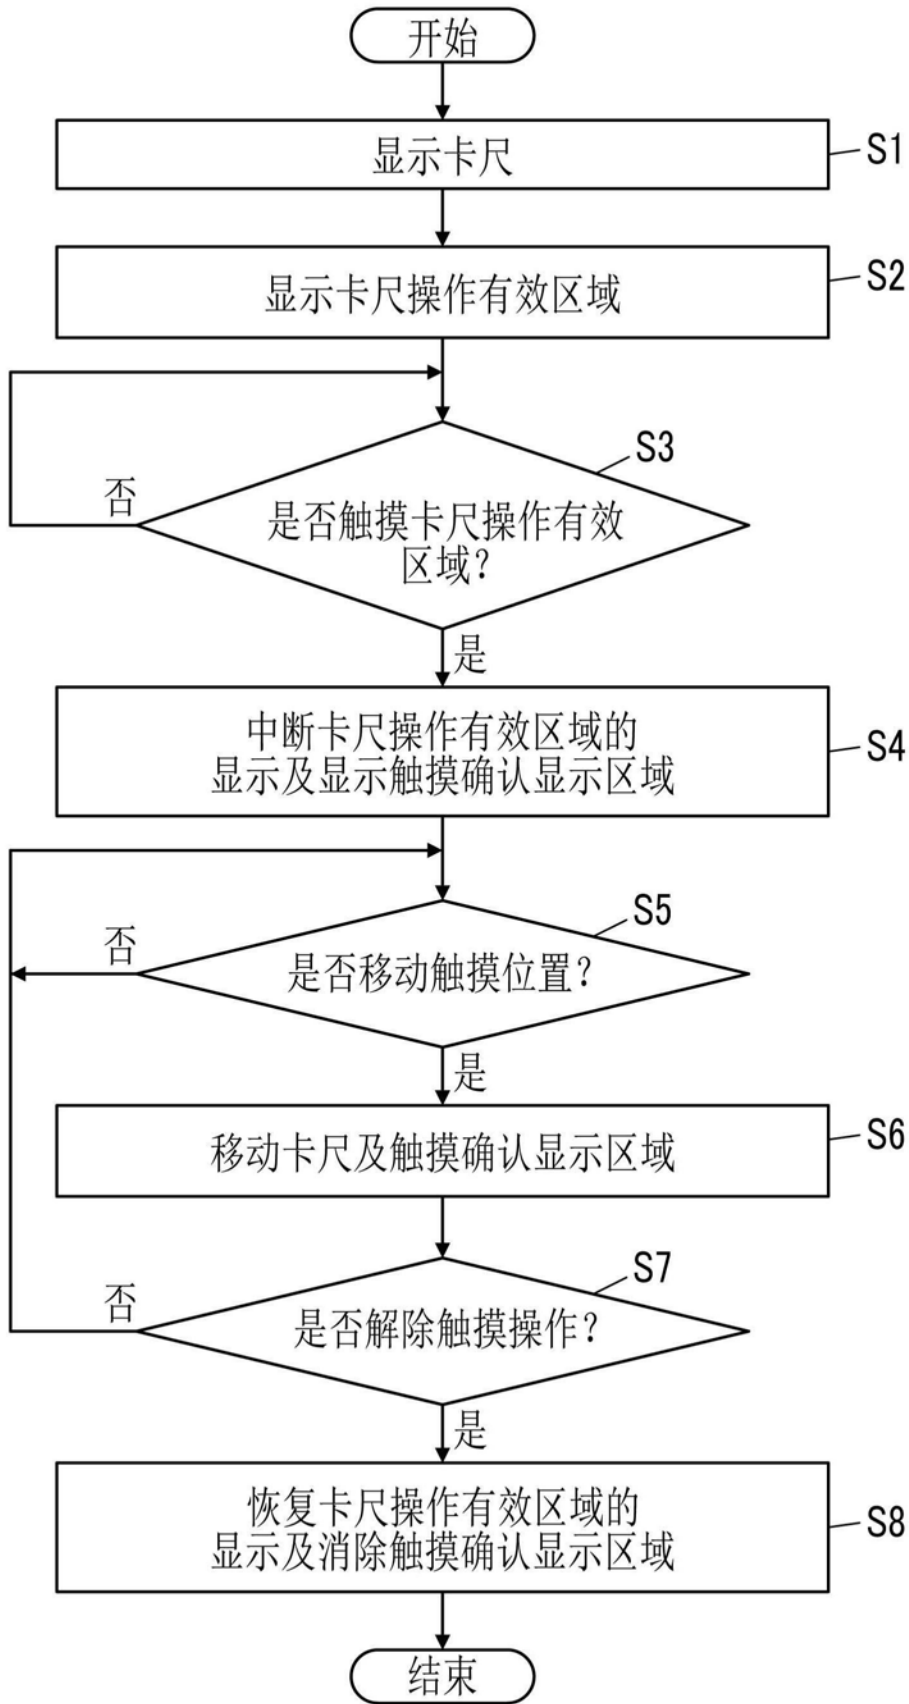 开始
显示卡尺
S1
显示卡尺操作有效区域
S2
S3
否
是否触摸卡尺操作有效
区域？
是
中断卡尺操作有效区域的
显示及显示触摸确认显示区域
S4
S5
否
是否移动触摸位置？
是
移动卡尺及触摸确认显示区域
S6
S7
否
是否解除触摸操作？
是
恢复卡尺操作有效区域的
显示及消除触摸确认显示区域
S8
结束